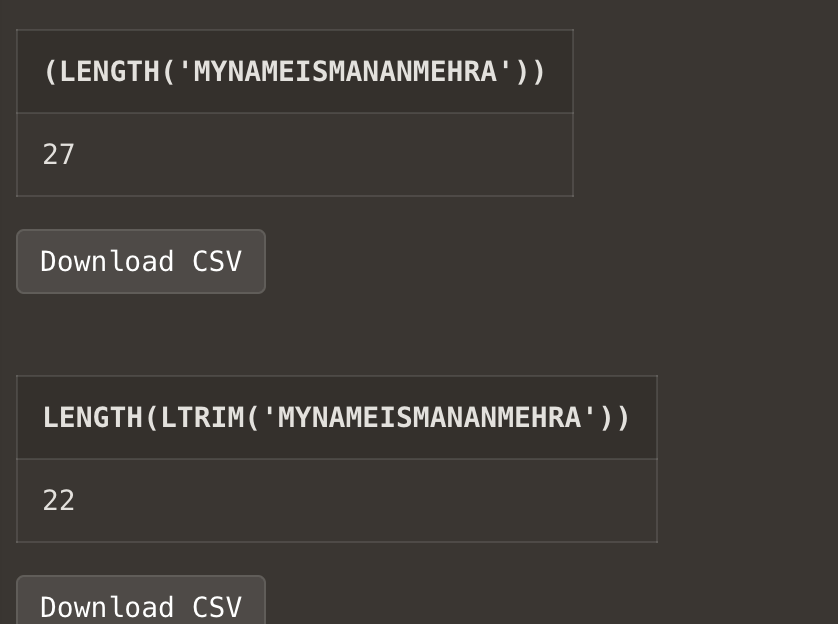 (LENGTH('MYNAMEISMANANMEHRA'))
27
Download CSV
LENGTH(LTRIM('MYNAMEISMANANMEHRA'))
22
Download CSV